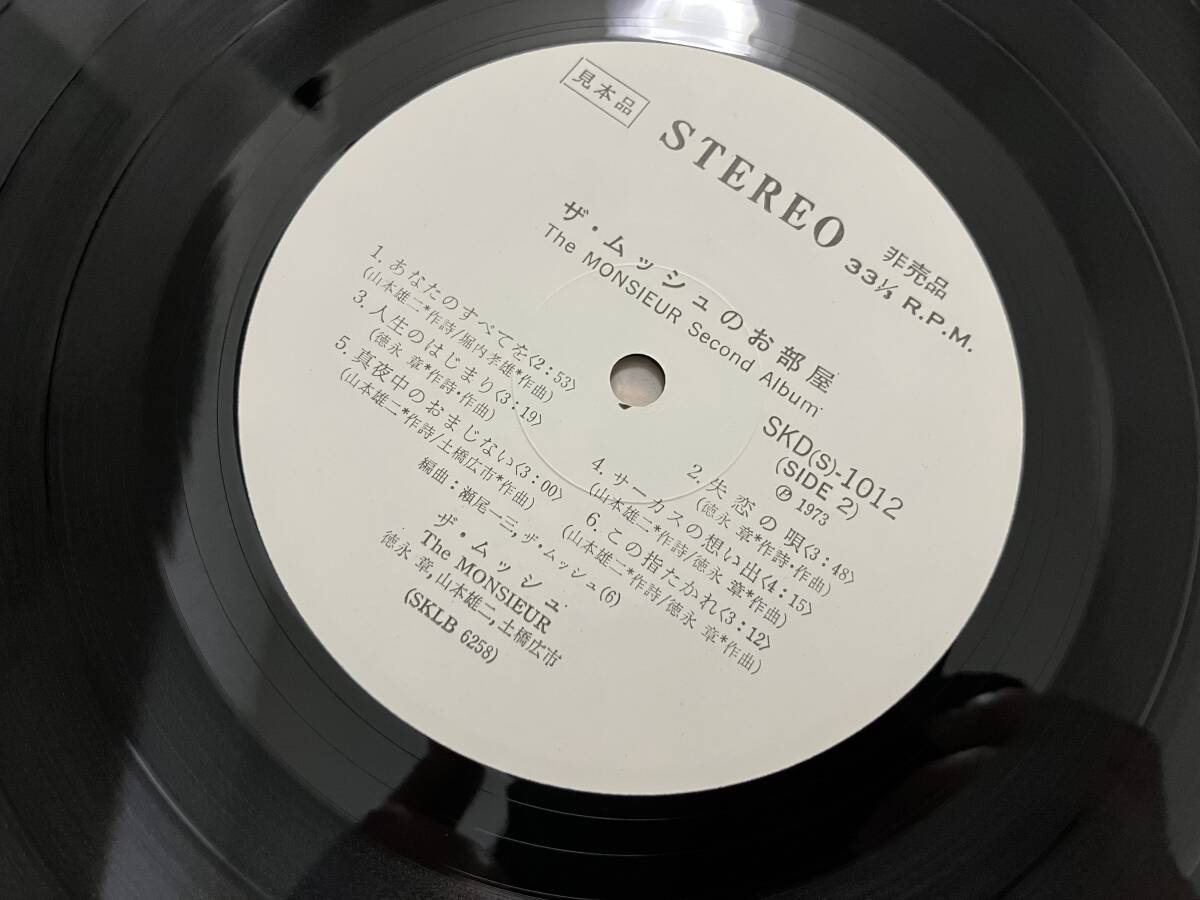 見本品
STEREO 33⅓ R.P.M.
非売品
ザ・ムッシュのお部屋
The MONSIEUR Second Album
SKD(S)-1012
(SIDE 2)
Ⓟ 1973
1. あなたのすべてを〈2:53〉
(山本雄二*作詩/堀内孝雄*作曲)
2. 失恋の唄〈3:48〉
(徳永 章*作詩・作曲)
3. 人生のはじまり〈3:19〉
(徳永 章*作詩・作曲)
4. サーカスの想い出〈4:15〉
(山本雄二*作詩/徳永 章*作曲)
5. 真夜中のおまじない〈3:00〉
(山本雄二*作詩/土橋広市*作曲)
6. この指たかれ〈3:12〉
(山本雄二*作詩/徳永 章*作曲)
編曲:瀬尾一三, ザ・ムッシュ(6)
ザ・ムッシュ
The MONSIEUR
徳永 章, 山本雄二, 土橋広市
(SKLB 6258)